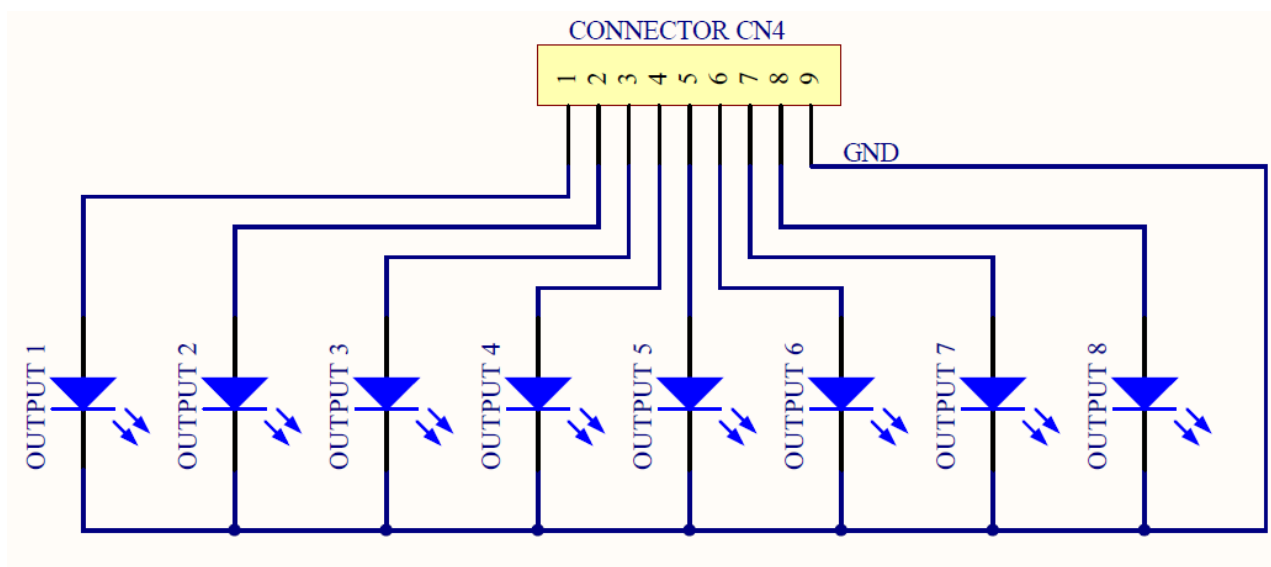 CONNECTOR CN4
1 2 3 4 5 6 7 8 9
GND
OUTPUT 1
OUTPUT 2
OUTPUT 3
OUTPUT 4
OUTPUT 5
OUTPUT 6
OUTPUT 7
OUTPUT 8